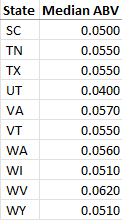 State Median ABV
SC 0.0500
TN 0.0550
TX 0.0550
UT 0.0400
VA 0.0570
VT 0.0550
WA 0.0560
WI 0.0510
WV 0.0620
WY 0.0510